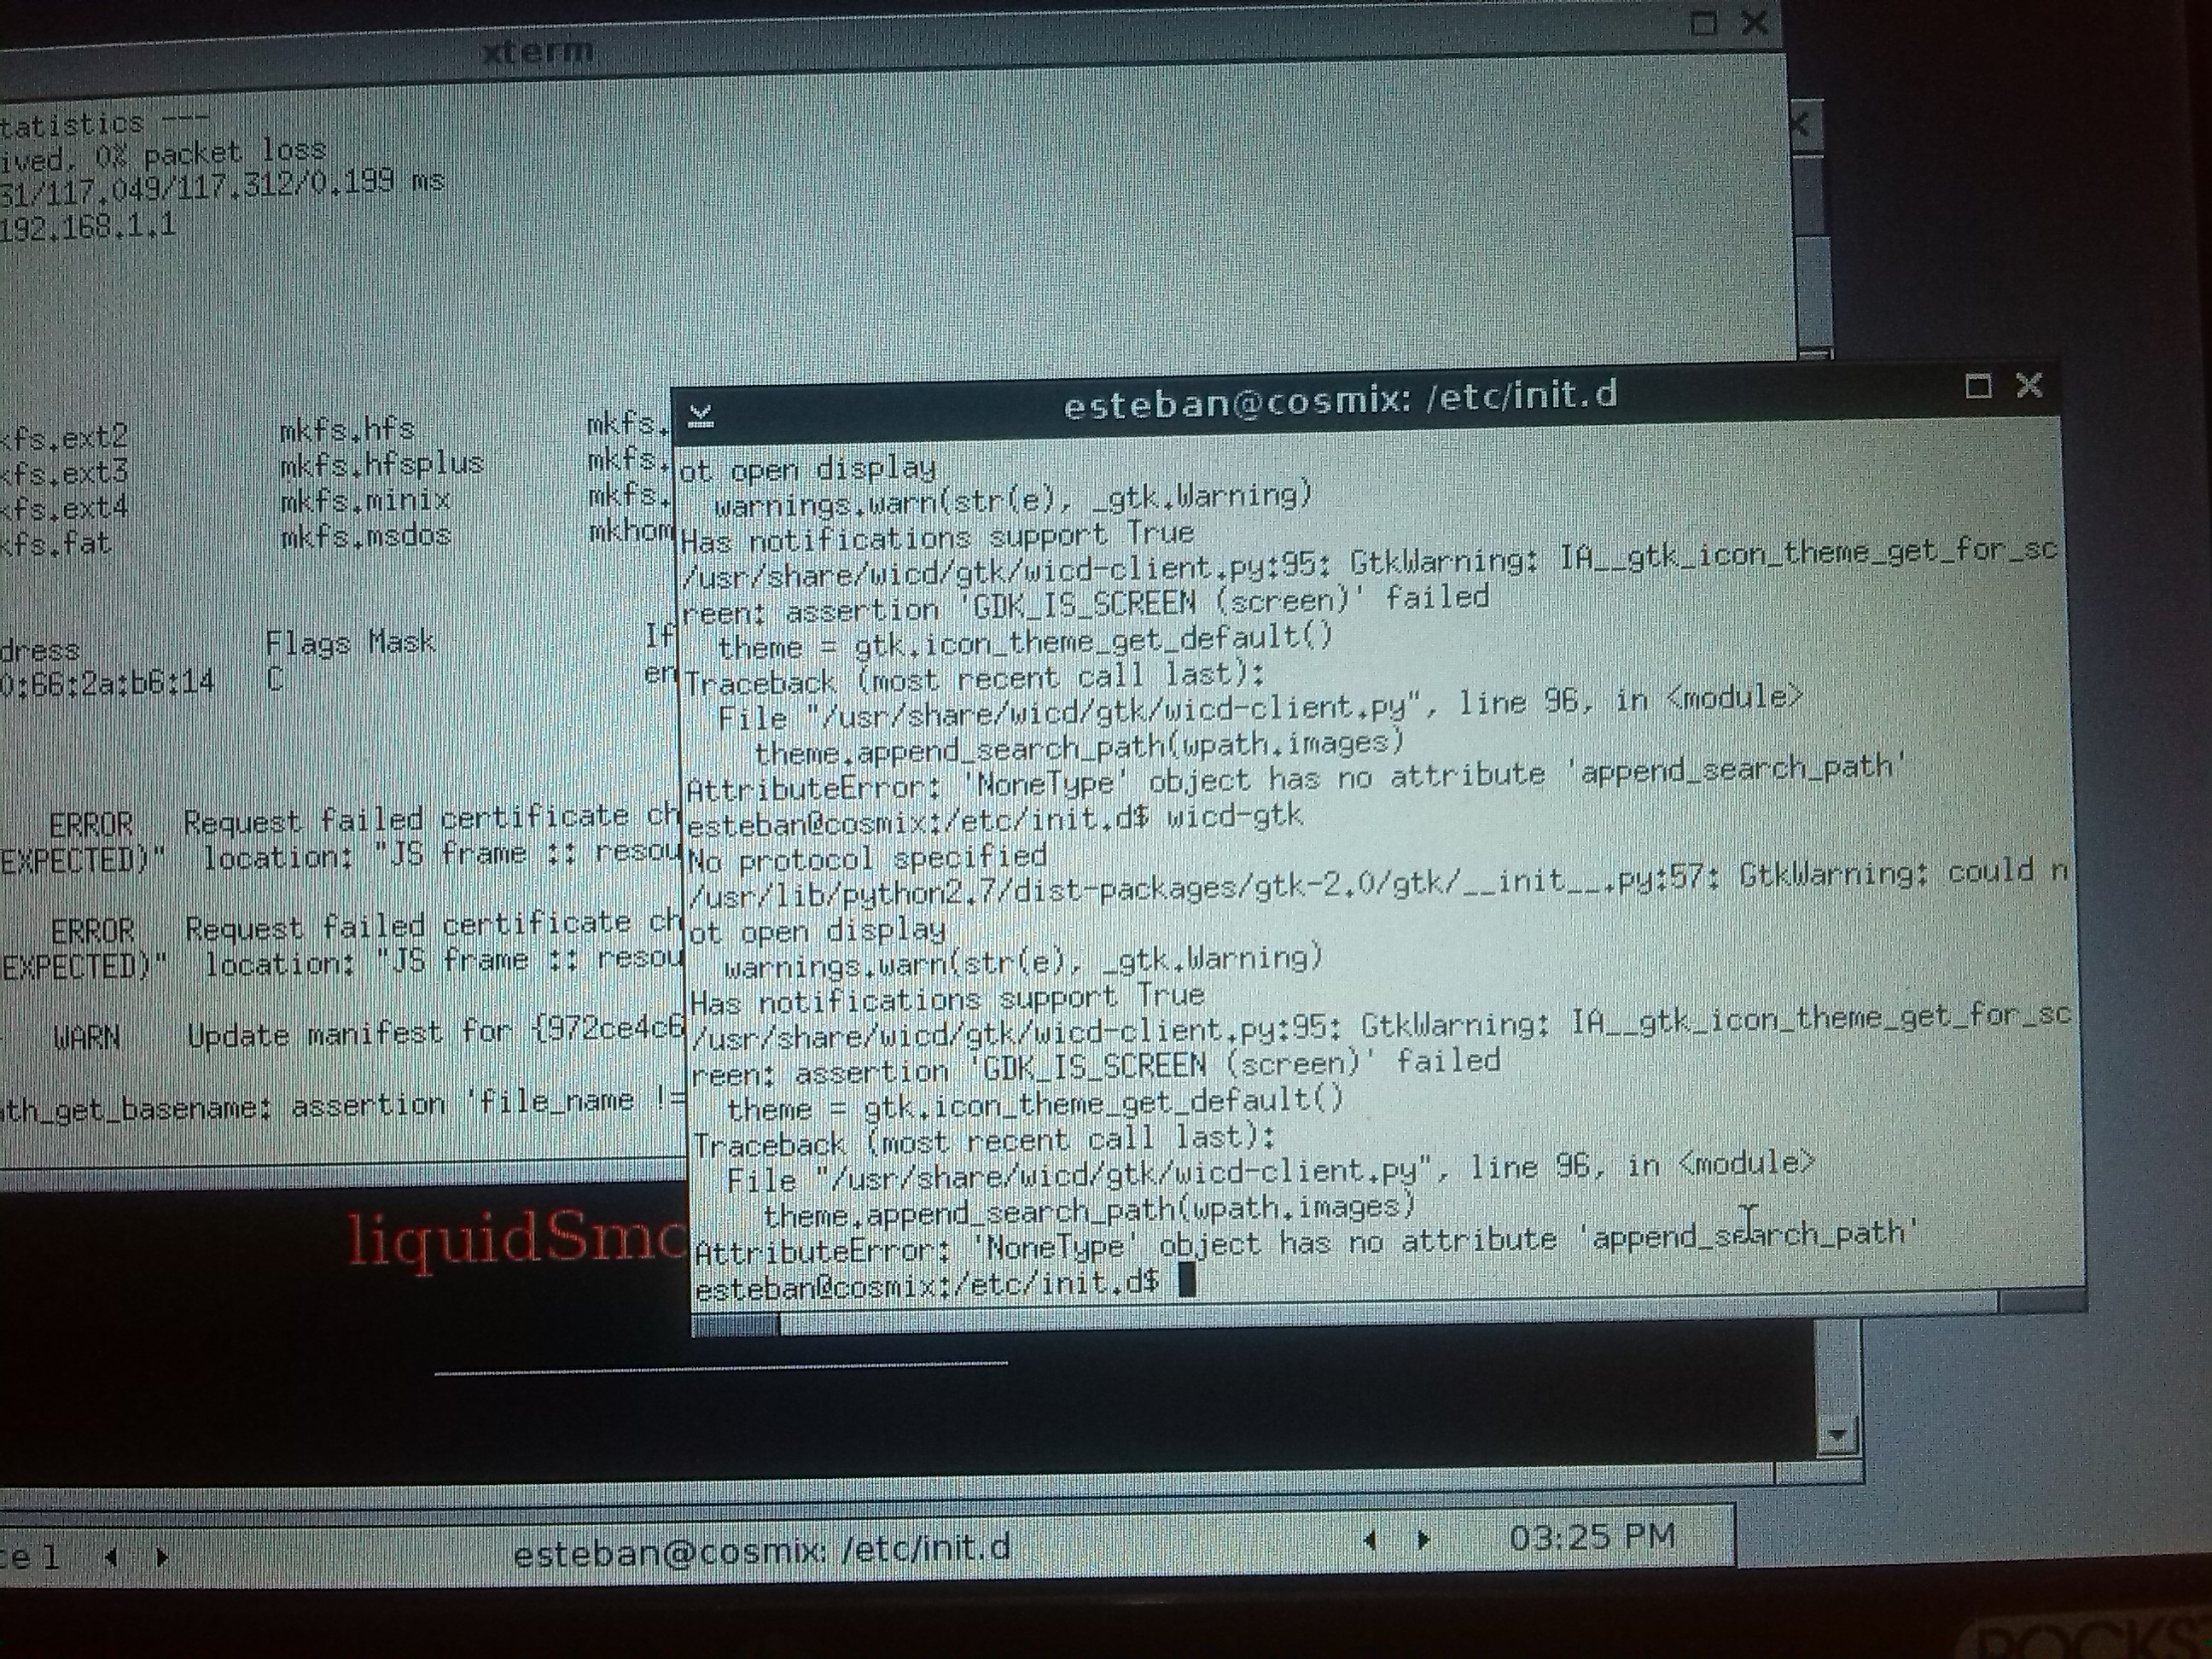 xterm
tatistics ---
ived, 0% packet loss
31/117.049/117.312/0.199 ms
192.168.1.1
kfs.ext2 mkfs.hfs mkfs.
kfs.ext3 mkfs.hfsplus mkfs.
kfs.ext4 mkfs.minix mkfs.
kfs.fat mkfs.msdos mkhom
dress Flags Mask If
0:66:2a:b6:14 C en
ERROR Request failed certificate ch
EXPECTED)" location: "JS frame :: resou
ERROR Request failed certificate ch
EXPECTED)" location: "JS frame :: resou
WARN Update manifest for {972ce4c6
ath_get_basename: assertion 'file_name !=
esteban@cosmix: /etc/init.d
ot open display
warnings.warn(str(e), _gtk.Warning)
Has notifications support True
/usr/share/wicd/gtk/wicd-client.py:95: GtkWarning: IA__gtk_icon_theme_get_for_sc
reen: assertion 'GDK_IS_SCREEN (screen)' failed
theme = gtk.icon_theme_get_default()
Traceback (most recent call last):
File "/usr/share/wicd/gtk/wicd-client.py", line 96, in <module>
theme.append_search_path(wpath.images)
AttributeError: 'NoneType' object has no attribute 'append_search_path'
esteban@cosmix:/etc/init.d$ wicd-gtk
No protocol specified
/usr/lib/python2.7/dist-packages/gtk-2.0/gtk/__init__.py:57: GtkWarning: could n
ot open display
warnings.warn(str(e), _gtk.Warning)
Has notifications support True
/usr/share/wicd/gtk/wicd-client.py:95: GtkWarning: IA__gtk_icon_theme_get_for_sc
reen: assertion 'GDK_IS_SCREEN (screen)' failed
theme = gtk.icon_theme_get_default()
Traceback (most recent call last):
File "/usr/share/wicd/gtk/wicd-client.py", line 96, in <module>
theme.append_search_path(wpath.images)
AttributeError: 'NoneType' object has no attribute 'append_search_path'
esteban@cosmix:/etc/init.d$
liquidSmo
ce 1 esteban@cosmix: /etc/init.d 03:25 PM